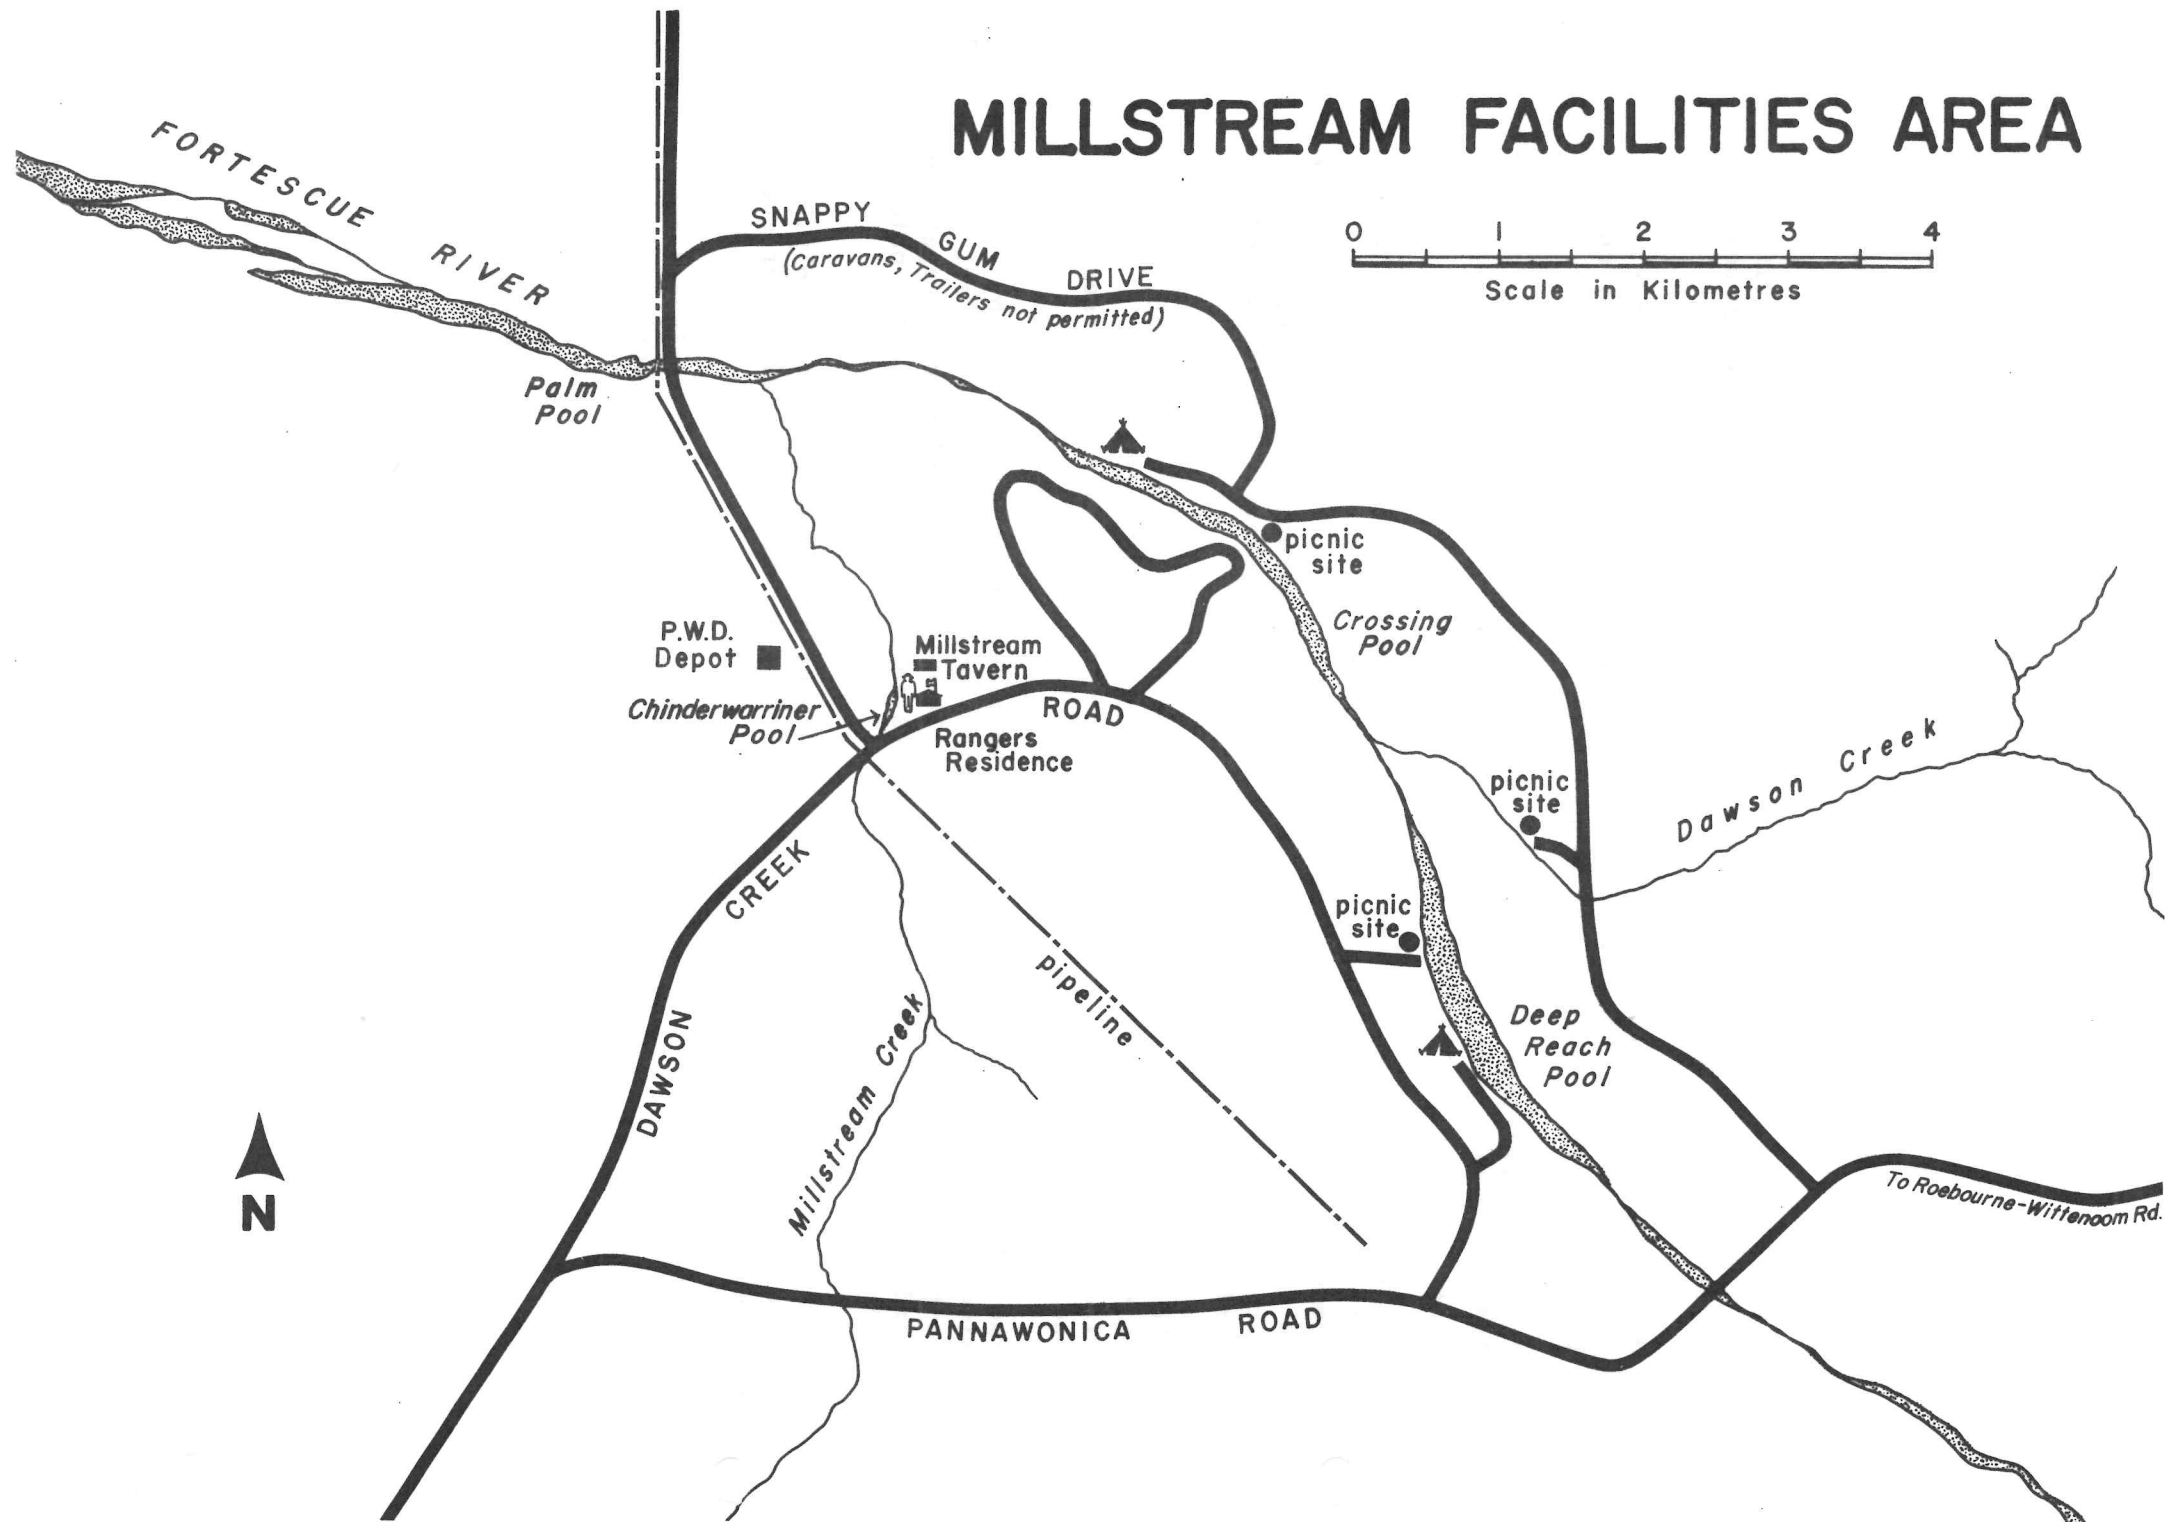 MILLSTREAM FACILITIES AREA
FORTESCUE RIVER
SNAPPY GUM DRIVE
(Caravans, Trailers not permitted)
0 1 2 3 4
Scale in Kilometres
Palm
Pool
picnic
site
Crossing
Pool
P.W.D.
Depot
Millstream
Tavern
Chinderwarriner
Pool
ROAD
Rangers
Residence
picnic
site
Dawson Creek
CREEK
picnic
site
pipeline
Deep
Reach
Pool
DAWSON
Millstream Creek
N
To Roebourne-Wittenoom Rd.
PANNAWONICA ROAD